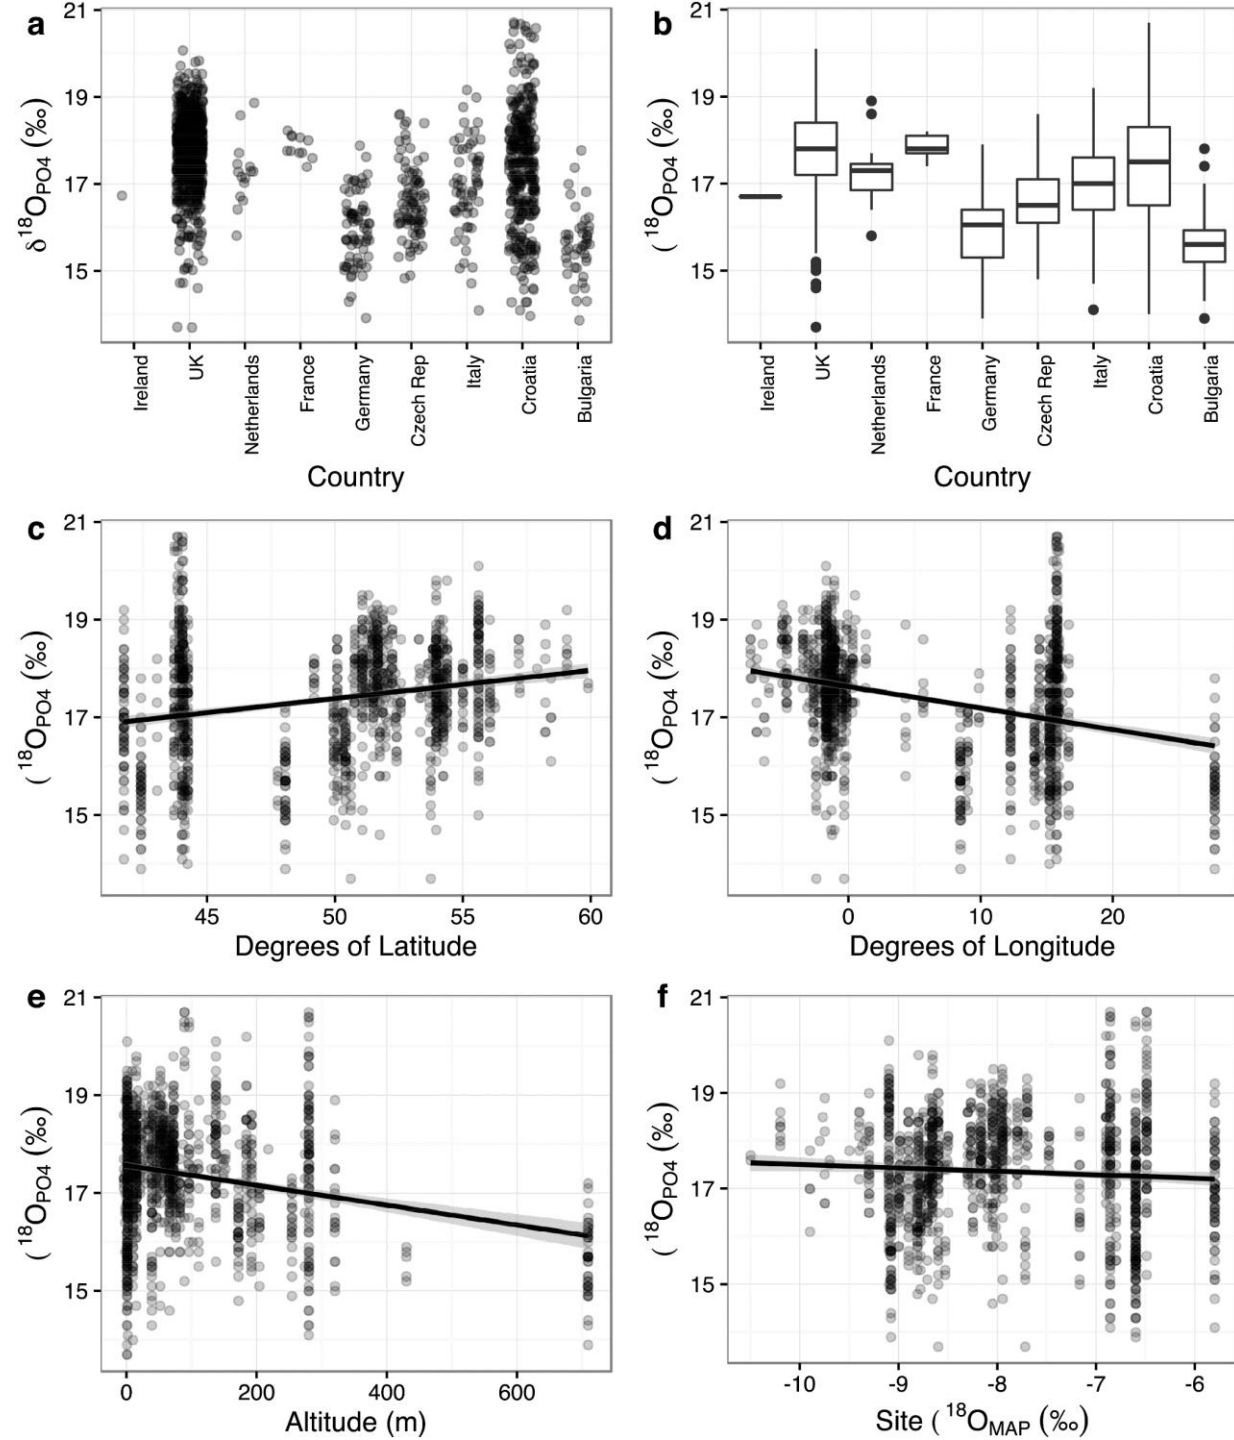 a
21
19
17
15
δ18OPO4 (‰)
Ireland
UK
Netherlands
France
Germany
Czech Rep
Italy
Croatia
Bulgaria
Country
b
21
19
17
15
( 18OPO4 (‰)
Ireland
UK
Netherlands
France
Germany
Czech Rep
Italy
Croatia
Bulgaria
Country
c
21
19
17
15
( 18OPO4 (‰)
45 50 55 60
Degrees of Latitude
d
21
19
17
15
( 18OPO4 (‰)
0 10 20
Degrees of Longitude
e
21
19
17
15
( 18OPO4 (‰)
0 200 400 600
Altitude (m)
f
21
19
17
15
( 18OPO4 (‰)
-10 -9 -8 -7 -6
Site ( 18OMAP (‰)